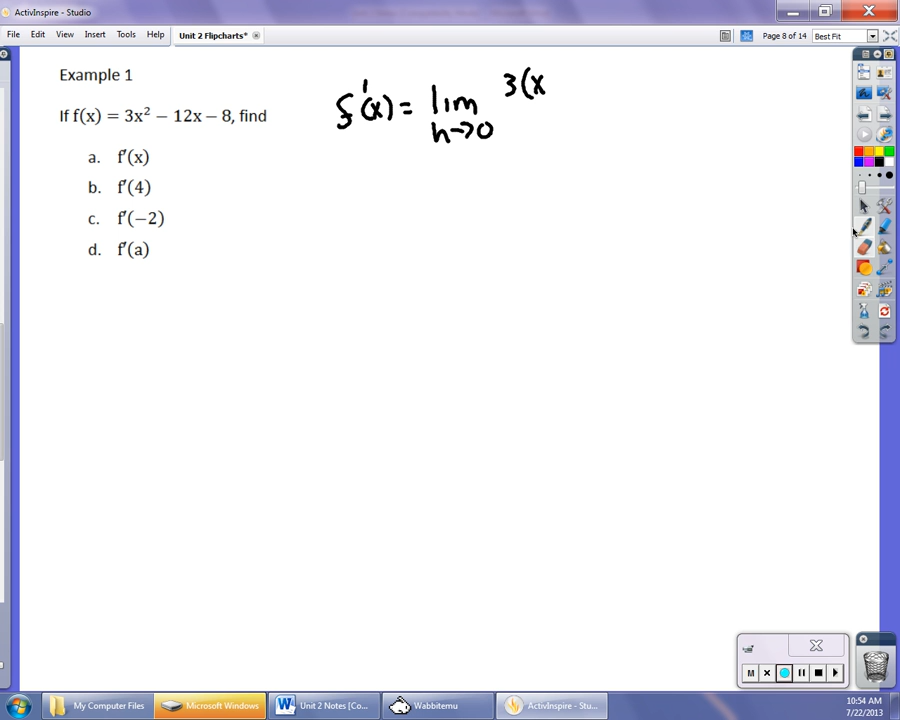 ActivInspire - Studio
File Edit View Insert Tools Help Unit 2 Flipcharts* Page 8 of 14 Best Fit
Example 1
If f(x) = 3x² − 12x − 8, find
a. f′(x)
b. f′(4)
c. f′(−2)
d. f′(a)
f'(x) = lim 3(x
h→0
M
My Computer Files Microsoft Windows Unit 2 Notes [Co... Wabbitemu ActivInspire - Stu...
10:54 AM
7/22/2013